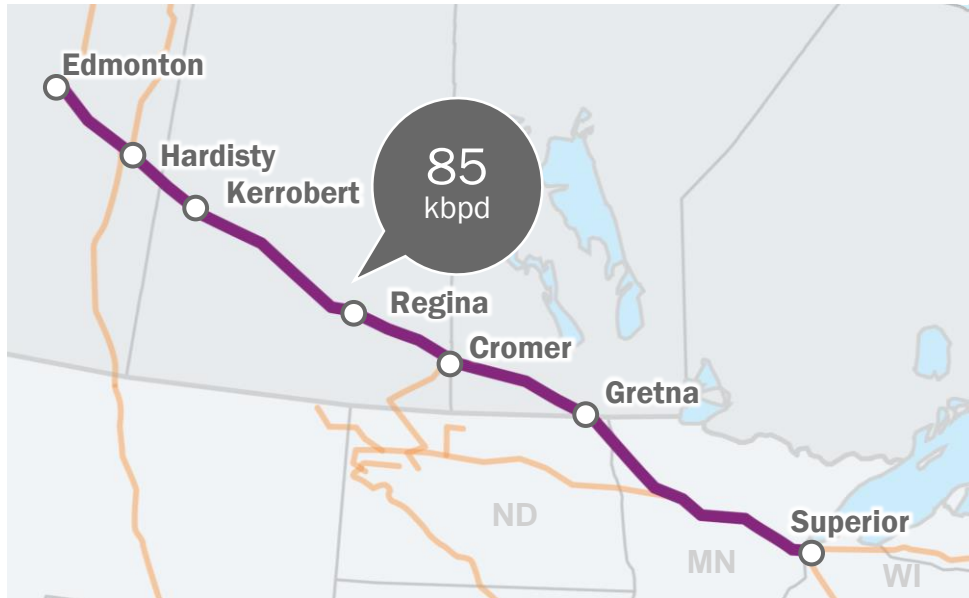 Edmonton
Hardisty
Kerrobert
85
kbpd
Regina
Cromer
Gretna
ND
Superior
MN
WI